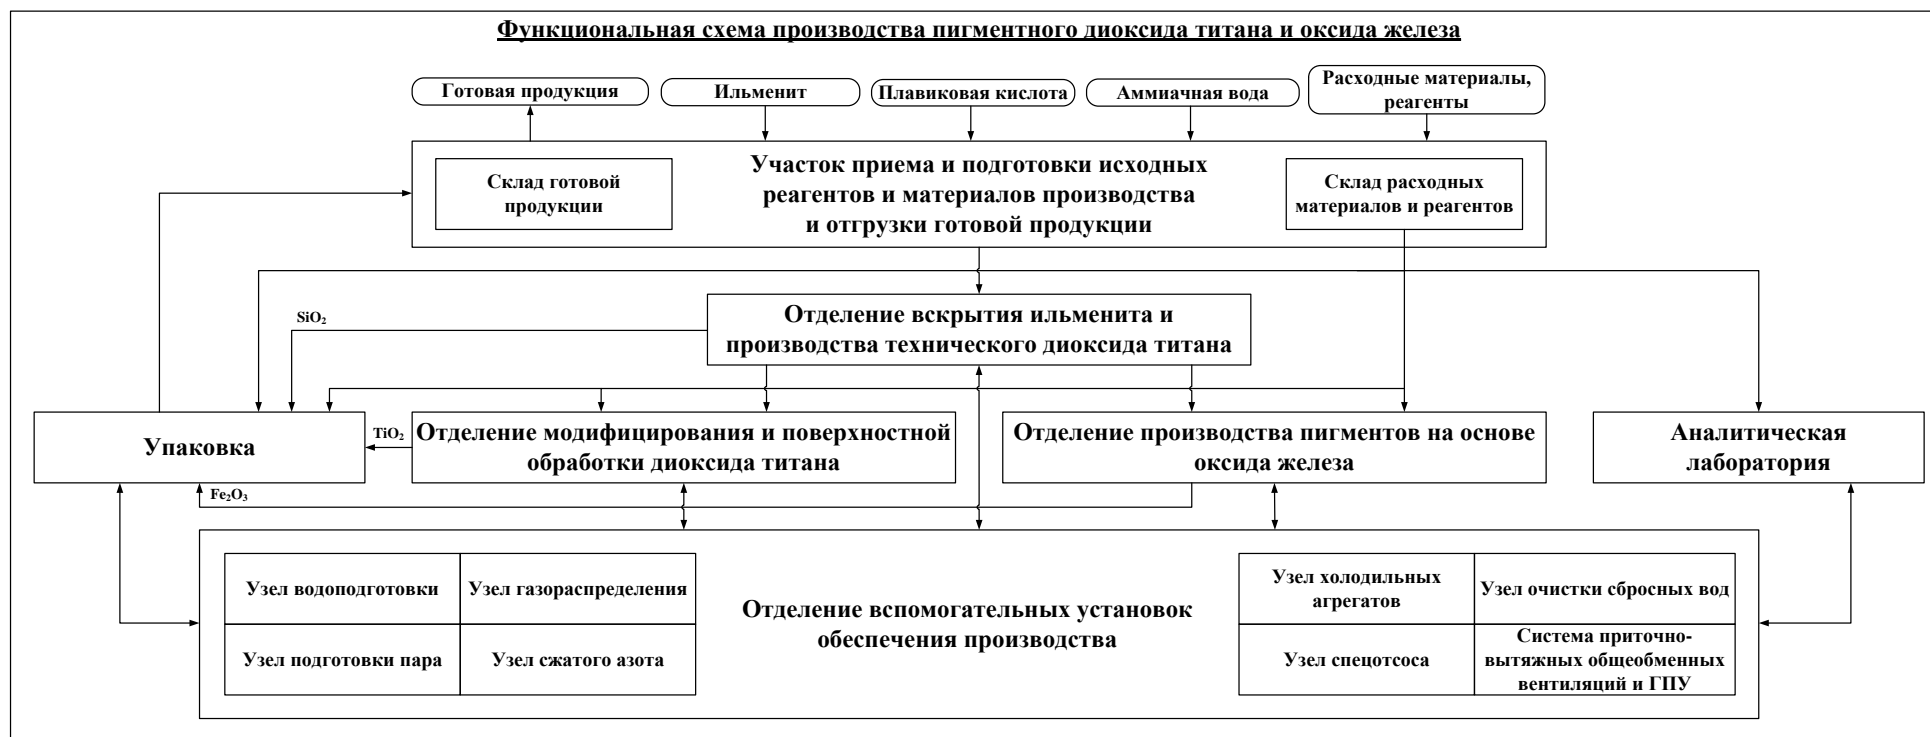 Функциональная схема производства пигментного диоксида титана и оксида железа
Готовая продукция
Ильменит
Плавиковая кислота
Аммиачная вода
Расходные материалы,
реагенты
Склад готовой
продукции
Участок приема и подготовки исходных
реагентов и материалов производства
и отгрузки готовой продукции
Склад расходных
материалов и реагентов
SiO₂
Отделение вскрытия ильменита и
производства технического диоксида титана
Упаковка
TiO₂
Отделение модифицирования и поверхностной
обработки диоксида титана
Отделение производства пигментов на основе
оксида железа
Аналитическая
лаборатория
Fe₂O₃
Узел водоподготовки
Узел газораспределения
Узел подготовки пара
Узел сжатого азота
Отделение вспомогательных установок
обеспечения производства
Узел холодильных
агрегатов
Узел очистки сбросных вод
Узел спецотсоса
Система приточно-
вытяжных общеобменных
вентиляций и ГПУ